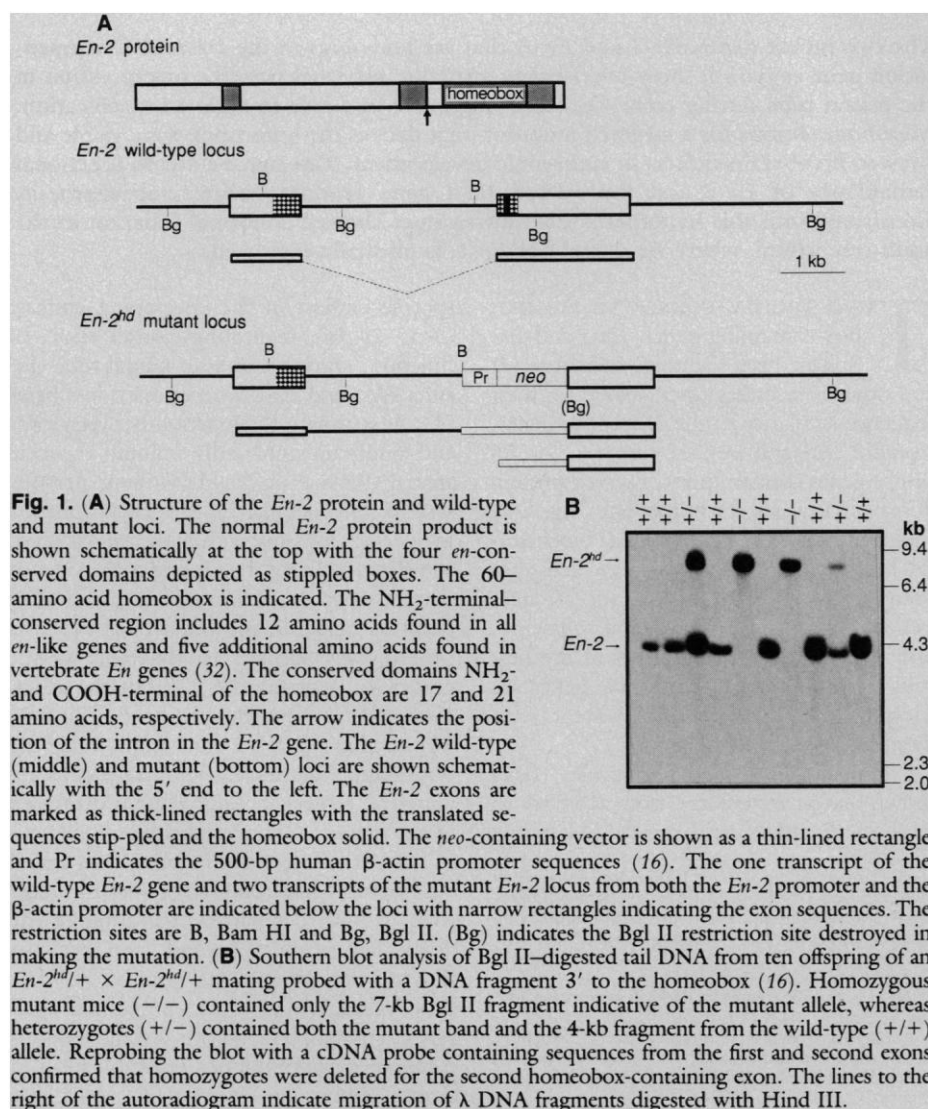 A
En-2 protein
homeobox
En-2 wild-type locus
B B
Bg Bg Bg Bg
1 kb
En-2hd mutant locus
B B
Pr neo
Bg Bg (Bg) Bg
Fig. 1. (A) Structure of the En-2 protein and wild-type
and mutant loci. The normal En-2 protein product is
shown schematically at the top with the four en-con-
served domains depicted as stippled boxes. The 60–
amino acid homeobox is indicated. The NH2-terminal–
conserved region includes 12 amino acids found in all
en-like genes and five additional amino acids found in
vertebrate En genes (32). The conserved domains NH2-
and COOH-terminal of the homeobox are 17 and 21
amino acids, respectively. The arrow indicates the posi-
tion of the intron in the En-2 gene. The En-2 wild-type
(middle) and mutant (bottom) loci are shown schemat-
ically with the 5′ end to the left. The En-2 exons are
marked as thick-lined rectangles with the translated se-
quences stip-pled and the homeobox solid. The neo-containing vector is shown as a thin-lined rectangle
and Pr indicates the 500-bp human β-actin promoter sequences (16). The one transcript of the
wild-type En-2 gene and two transcripts of the mutant En-2 locus from both the En-2 promoter and the
β-actin promoter are indicated below the loci with narrow rectangles indicating the exon sequences. The
restriction sites are B, Bam HI and Bg, Bgl II. (Bg) indicates the Bgl II restriction site destroyed in
making the mutation. (B) Southern blot analysis of Bgl II–digested tail DNA from ten offspring of an
En-2hd/+ × En-2hd/+ mating probed with a DNA fragment 3′ to the homeobox (16). Homozygous
mutant mice (−/−) contained only the 7-kb Bgl II fragment indicative of the mutant allele, whereas
heterozygotes (+/−) contained both the mutant band and the 4-kb fragment from the wild-type (+/+)
allele. Reprobing the blot with a cDNA probe containing sequences from the first and second exons
confirmed that homozygotes were deleted for the second homeobox-containing exon. The lines to the
right of the autoradiogram indicate migration of λ DNA fragments digested with Hind III.
B
+/+ +/+ +/− +/+ −/− +/+ −/− +/+ +/− +/+
kb
En-2hd→ 9.4
6.4
En-2→ 4.3
2.3
2.0